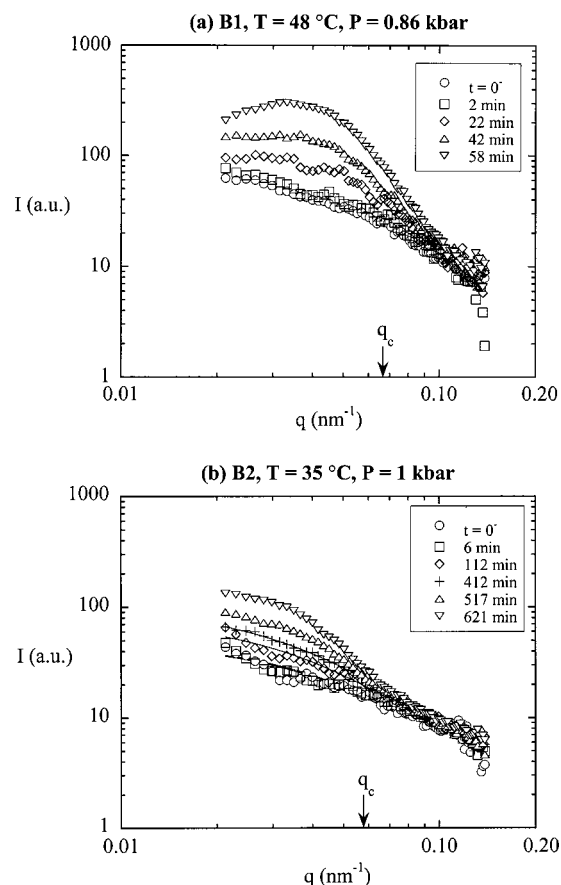 (a) B1, T = 48 °C, P = 0.86 kbar
1000
100
10
1
I (a.u.)
t = 0⁻
2 min
22 min
42 min
58 min
q_c
0.01
0.10
0.20
q (nm⁻¹)
(b) B2, T = 35 °C, P = 1 kbar
1000
100
10
1
I (a.u.)
t = 0⁻
6 min
112 min
412 min
517 min
621 min
q_c
0.01
0.10
0.20
q (nm⁻¹)